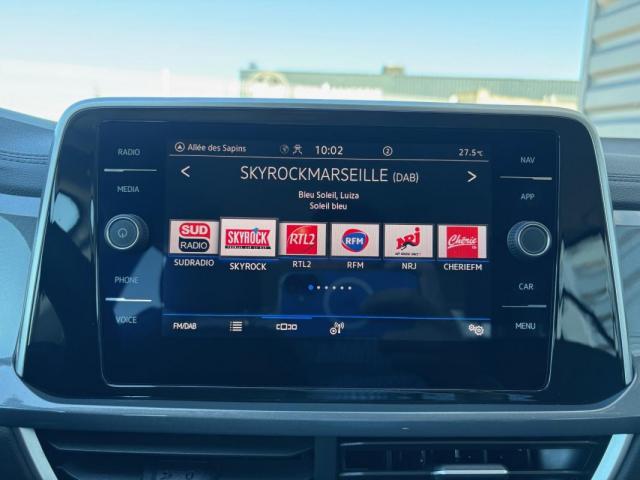 Allée des Sapins 10:02 2 27.5°C
RADIO
MEDIA
PHONE
VOICE
< SKYROCKMARSEILLE (DAB) >
Bleu Soleil, Luiza
Soleil bleu
SUD RADIO
SKYROCK
RTL2
RFM
NRJ
Chérie
SUDRADIO SKYROCK RTL2 RFM NRJ CHERIEFM
FM/DAB
NAV
APP
CAR
MENU